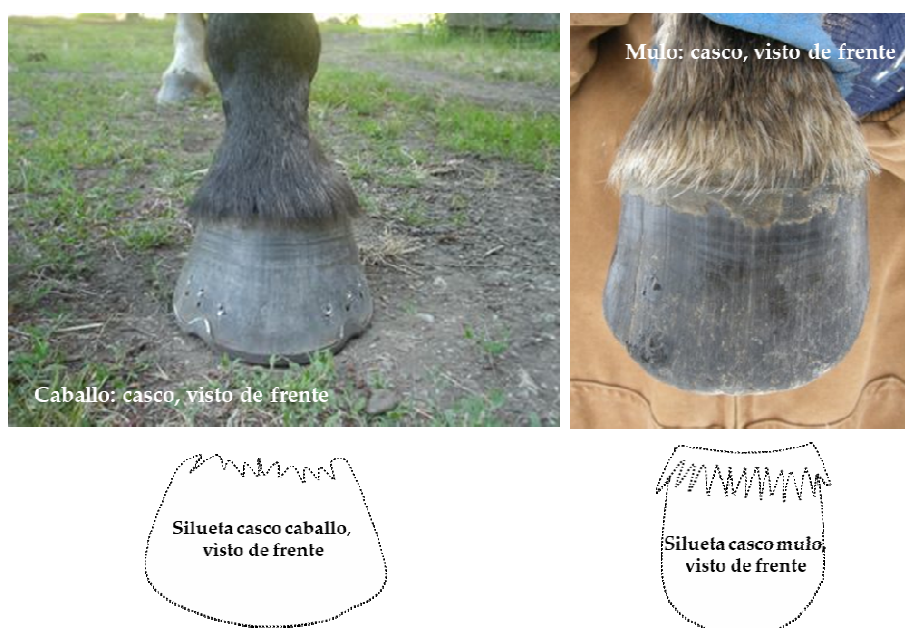 Mulo: casco, visto de frente
Caballo: casco, visto de frente
Silueta casco caballo,
visto de frente
Silueta casco mulo,
visto de frente